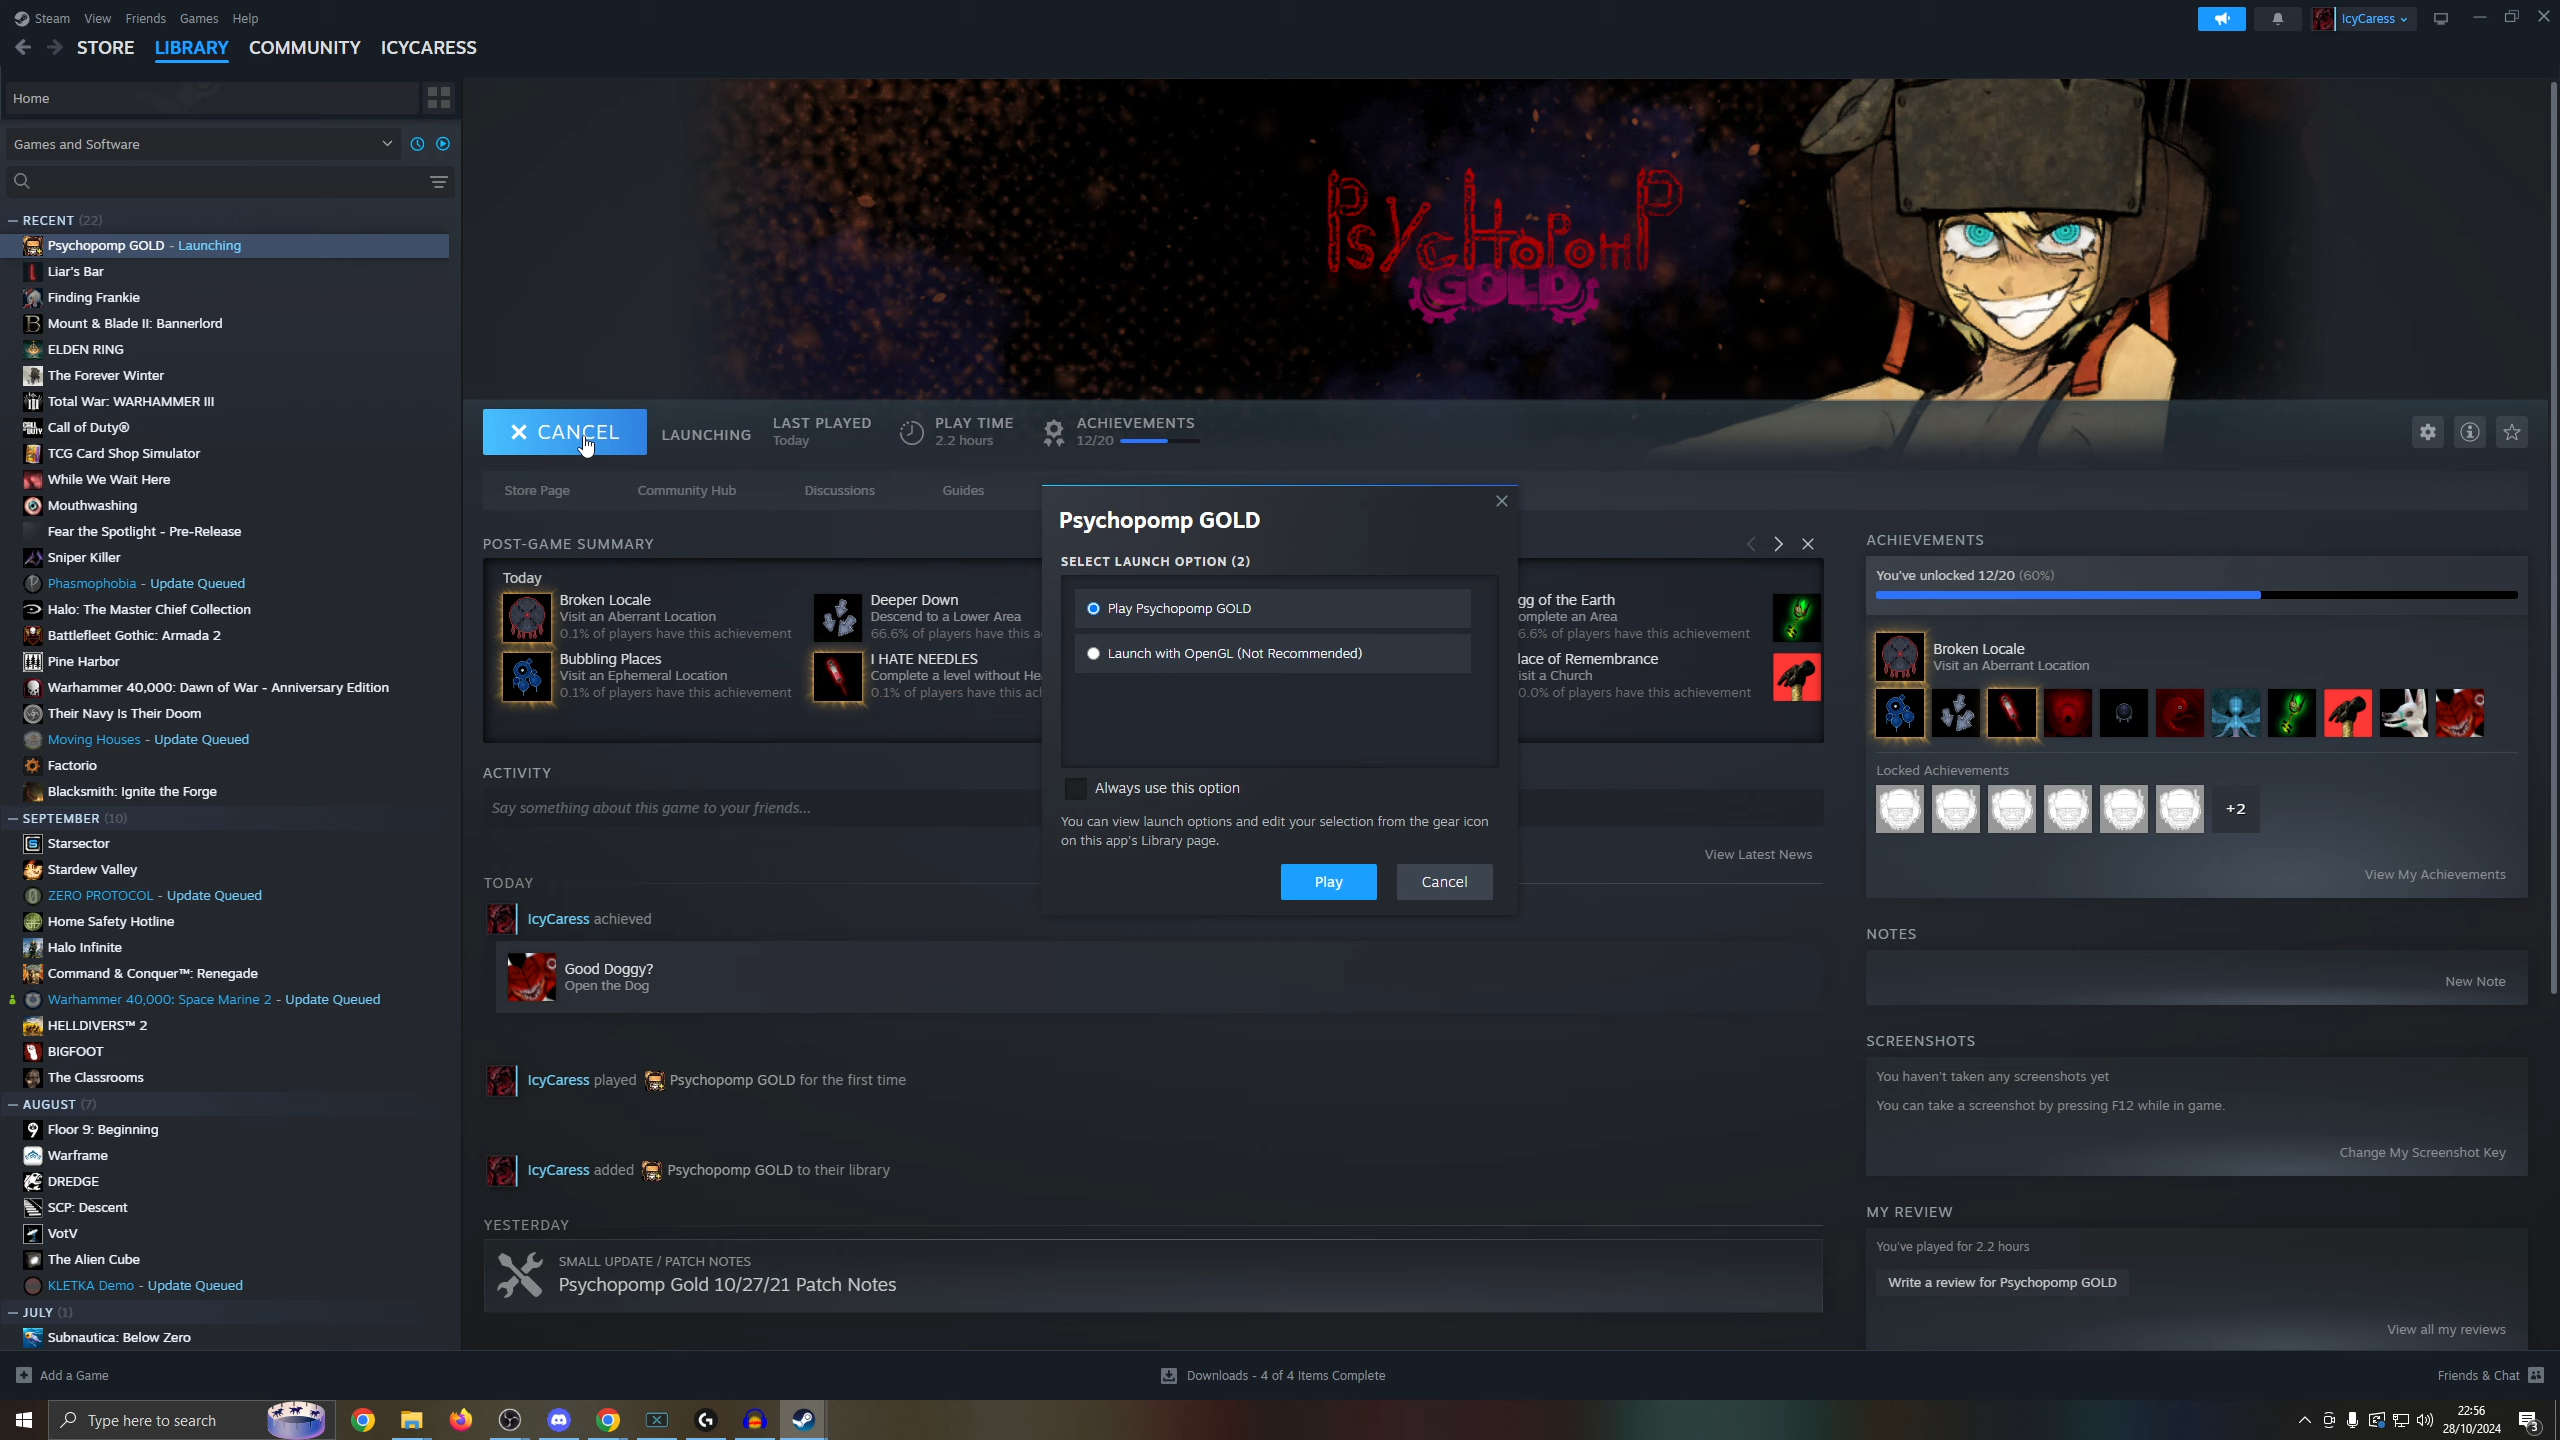 Steam View Friends Games Help
IcyCaress
STORE LIBRARY COMMUNITY ICYCARESS
Home
Games and Software
RECENT (22)
Psychopomp GOLD - Launching
Liar's Bar
Finding Frankie
Mount & Blade II: Bannerlord
ELDEN RING
The Forever Winter
Total War: WARHAMMER III
Call of Duty®
TCG Card Shop Simulator
While We Wait Here
Mouthwashing
Fear the Spotlight - Pre-Release
Sniper Killer
Phasmophobia - Update Queued
Halo: The Master Chief Collection
Battlefleet Gothic: Armada 2
Pine Harbor
Warhammer 40,000: Dawn of War - Anniversary Edition
Their Navy Is Their Doom
Moving Houses - Update Queued
Factorio
Blacksmith: Ignite the Forge
SEPTEMBER (10)
Starsector
Stardew Valley
ZERO PROTOCOL - Update Queued
Home Safety Hotline
Halo Infinite
Command & Conquer™: Renegade
Warhammer 40,000: Space Marine 2 - Update Queued
HELLDIVERS™ 2
BIGFOOT
The Classrooms
AUGUST (7)
Floor 9: Beginning
Warframe
DREDGE
SCP: Descent
VotV
The Alien Cube
KLETKA Demo - Update Queued
JULY (1)
Subnautica: Below Zero
Add a Game
PsycHopomP
GOLD
CANCEL
LAUNCHING
LAST PLAYED
Today
PLAY TIME
2.2 hours
ACHIEVEMENTS
12/20
Store Page Community Hub Discussions Guides
POST-GAME SUMMARY
Today
Broken Locale
Visit an Aberrant Location
0.1% of players have this achievement
Deeper Down
Descend to a Lower Area
66.6% of players have this a
gg of the Earth
omplete an Area
6.6% of players have this achievement
Bubbling Places
Visit an Ephemeral Location
0.1% of players have this achievement
I HATE NEEDLES
Complete a level without He
0.1% of players have this a
lace of Remembrance
isit a Church
0.0% of players have this achievement
Psychopomp GOLD
SELECT LAUNCH OPTION (2)
Play Psychopomp GOLD
Launch with OpenGL (Not Recommended)
Always use this option
You can view launch options and edit your selection from the gear icon
on this app's Library page.
Play
Cancel
ACTIVITY
Say something about this game to your friends...
View Latest News
TODAY
IcyCaress achieved
Good Doggy?
Open the Dog
IcyCaress played Psychopomp GOLD for the first time
IcyCaress added Psychopomp GOLD to their library
YESTERDAY
SMALL UPDATE / PATCH NOTES
Psychopomp Gold 10/27/21 Patch Notes
ACHIEVEMENTS
You've unlocked 12/20 (60%)
Broken Locale
Visit an Aberrant Location
Locked Achievements
+2
View My Achievements
NOTES
New Note
SCREENSHOTS
You haven't taken any screenshots yet
You can take a screenshot by pressing F12 while in game.
Change My Screenshot Key
MY REVIEW
You've played for 2.2 hours
Write a review for Psychopomp GOLD
View all my reviews
Downloads - 4 of 4 Items Complete
Friends & Chat
Type here to search
22:56
28/10/2024
3